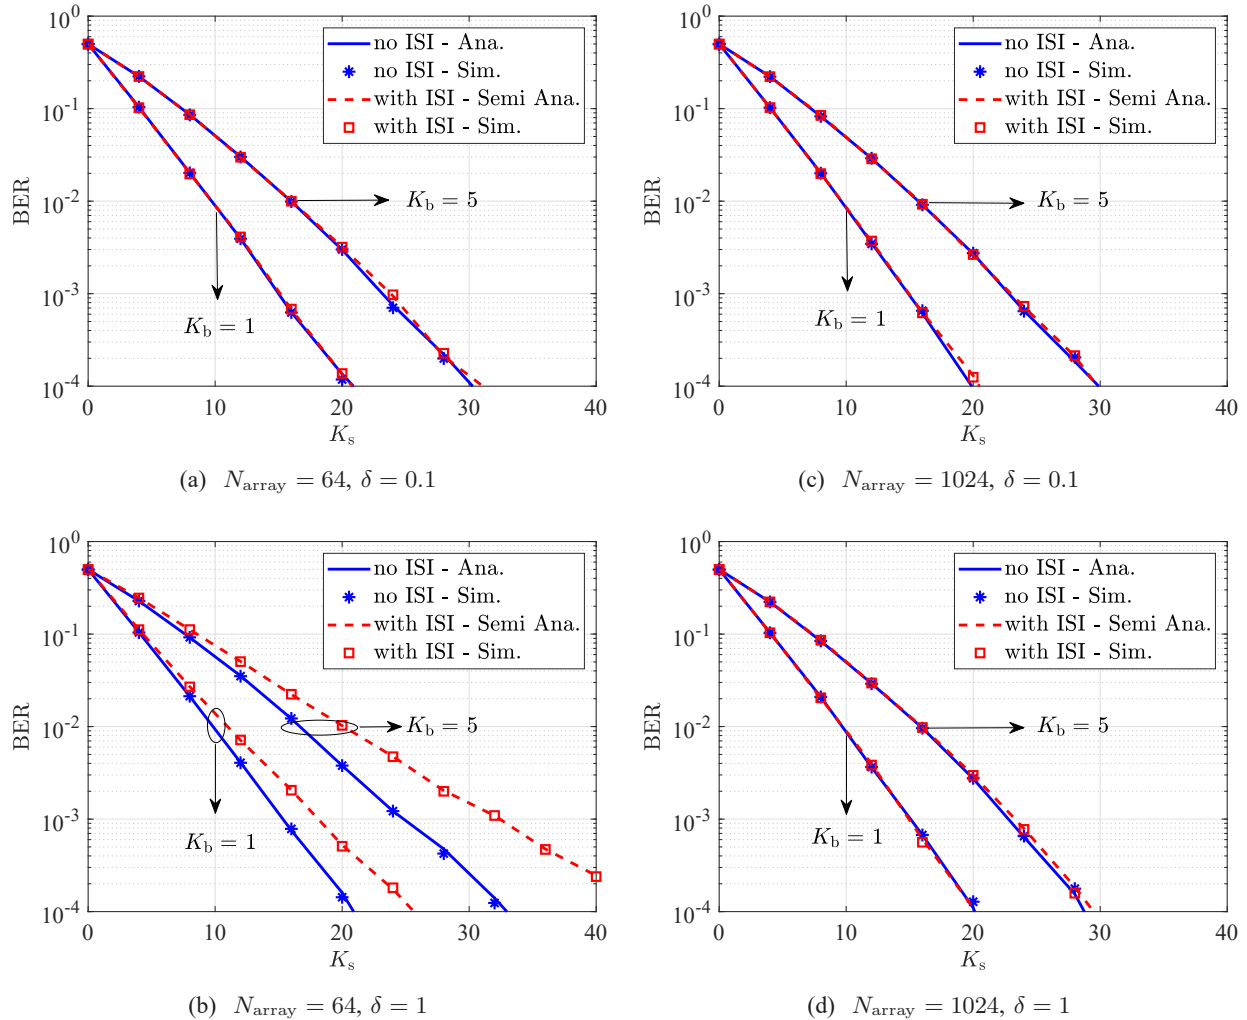 10^0
10^-1
10^-2
10^-3
10^-4
BER
0 10 20 30 40
K_s
no ISI - Ana.
no ISI - Sim.
with ISI - Semi Ana.
with ISI - Sim.
K_b = 5
K_b = 1
(a) N_array = 64, δ = 0.1
10^0
10^-1
10^-2
10^-3
10^-4
BER
0 10 20 30 40
K_s
no ISI - Ana.
no ISI - Sim.
with ISI - Semi Ana.
with ISI - Sim.
K_b = 5
K_b = 1
(c) N_array = 1024, δ = 0.1
10^0
10^-1
10^-2
10^-3
10^-4
BER
0 10 20 30 40
K_s
no ISI - Ana.
no ISI - Sim.
with ISI - Semi Ana.
with ISI - Sim.
K_b = 5
K_b = 1
(b) N_array = 64, δ = 1
10^0
10^-1
10^-2
10^-3
10^-4
BER
0 10 20 30 40
K_s
no ISI - Ana.
no ISI - Sim.
with ISI - Semi Ana.
with ISI - Sim.
K_b = 5
K_b = 1
(d) N_array = 1024, δ = 1